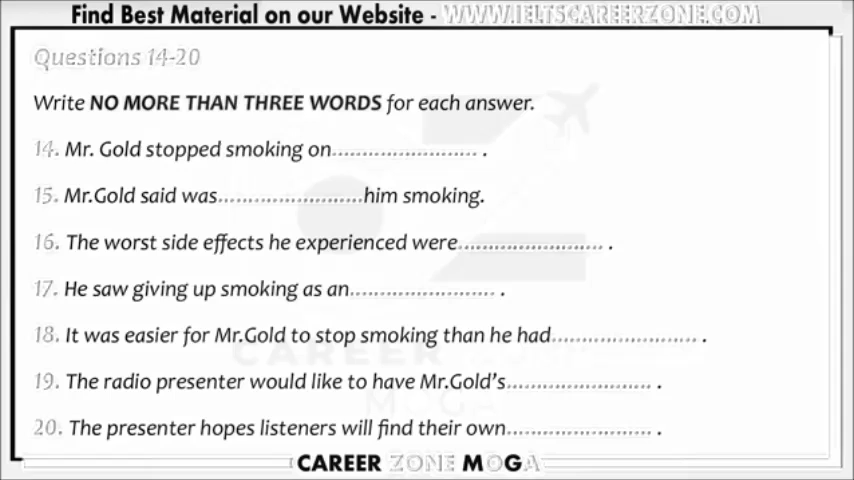 Find Best Material on our Website - WWW.IELTSCAREERZONE.COM
Questions 14-20
Write NO MORE THAN THREE WORDS for each answer.
14. Mr. Gold stopped smoking on........................ .
15. Mr.Gold said was........................him smoking.
16. The worst side effects he experienced were........................ .
17. He saw giving up smoking as an........................ .
18. It was easier for Mr.Gold to stop smoking than he had........................ .
19. The radio presenter would like to have Mr.Gold's........................ .
20. The presenter hopes listeners will find their own........................ .
CAREER ZONE
MOGA
CAREER ZONE MOGA